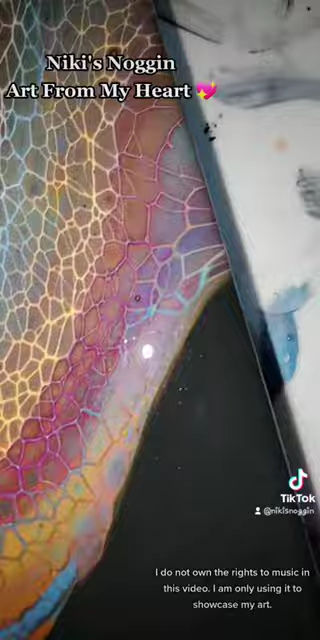 Niki's Noggin
Art From My Heart 💖
TikTok
@nikisnoggin
I do not own the rights to music in
this video. I am only using it to
showcase my art.